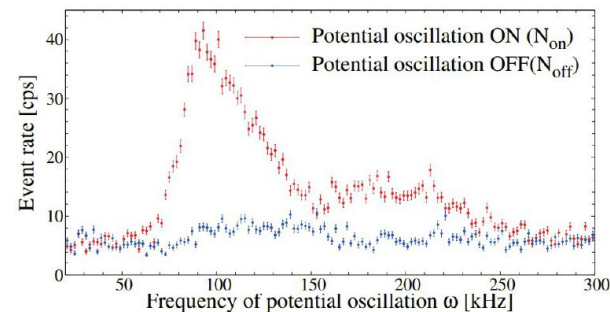 40
30
20
10
0
50
100
150
200
250
300
Event rate [cps]
Frequency of potential oscillation ω [kHz]
Potential oscillation ON (Non)
Potential oscillation OFF(Noff)